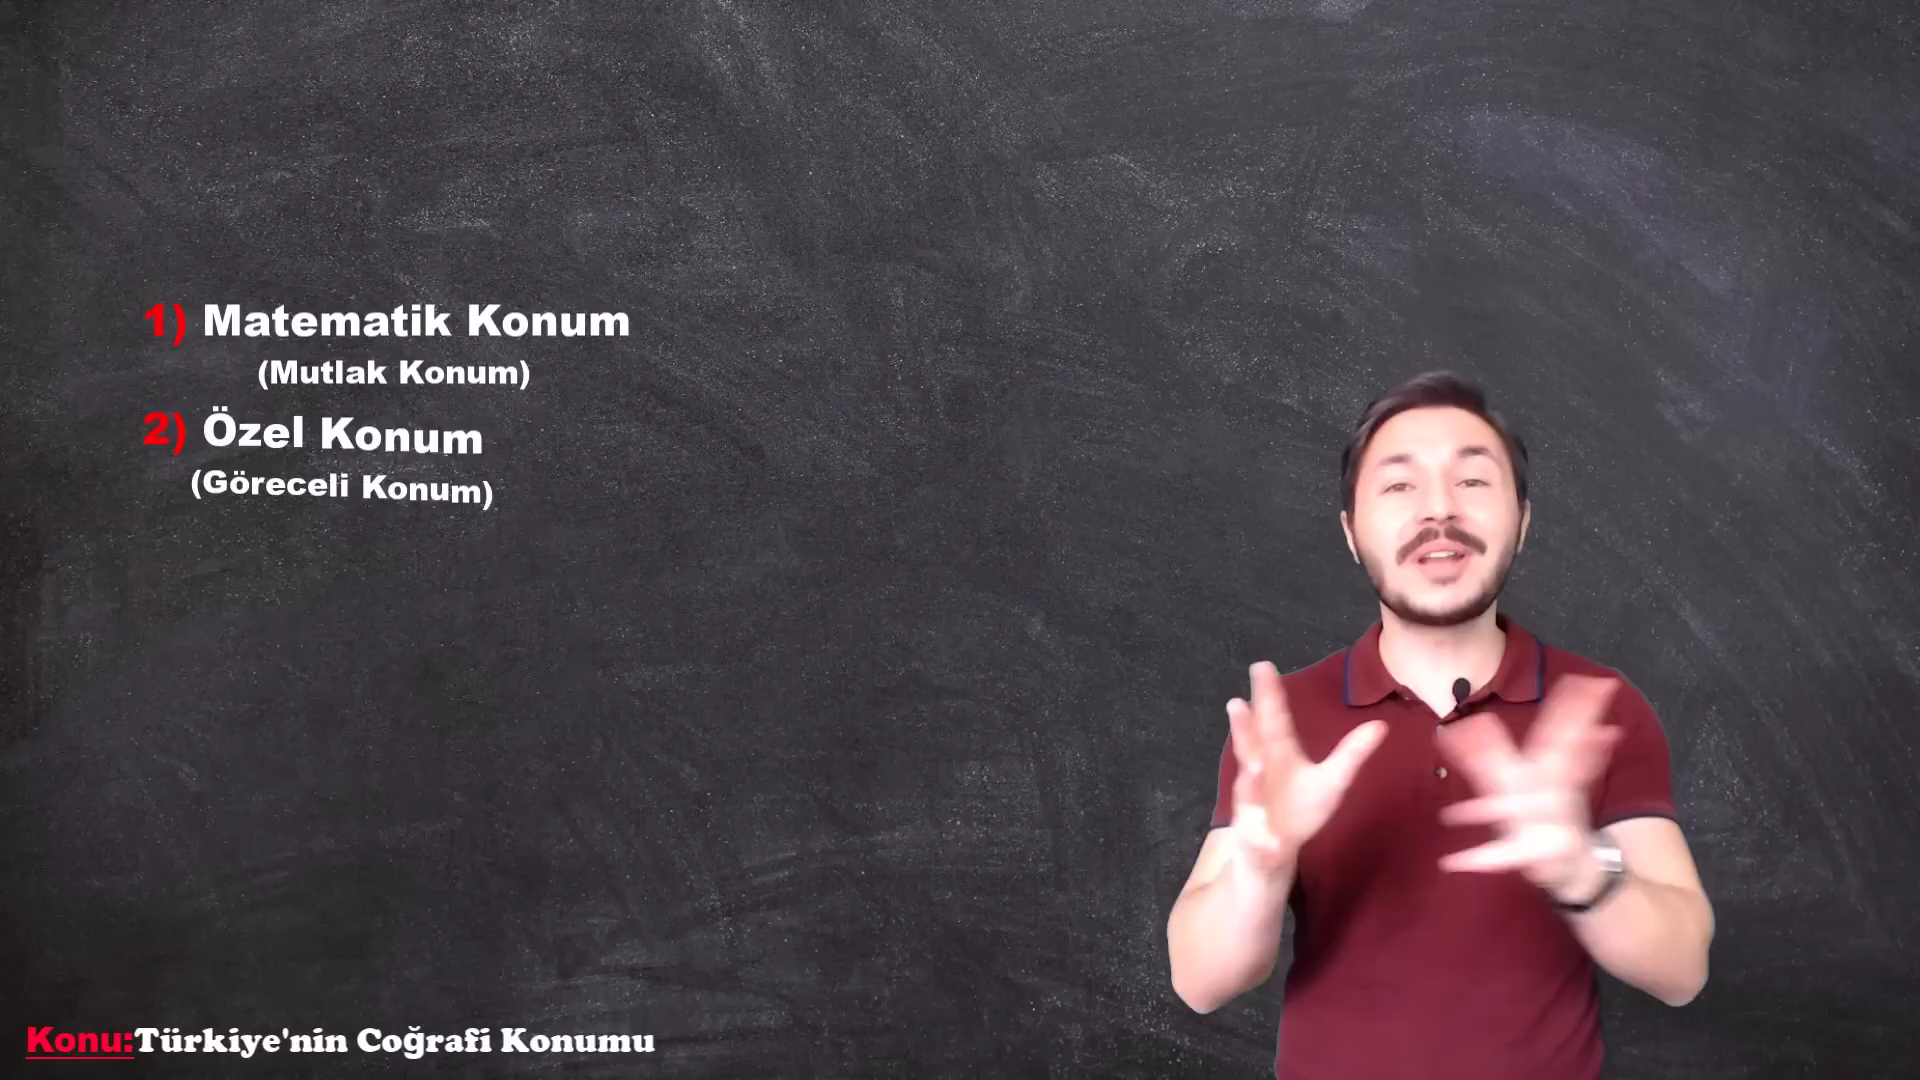 1) Matematik Konum
(Mutlak Konum)
2) Özel Konum
(Göreceli Konum)
Konu:Türkiye'nin Coğrafi Konumu